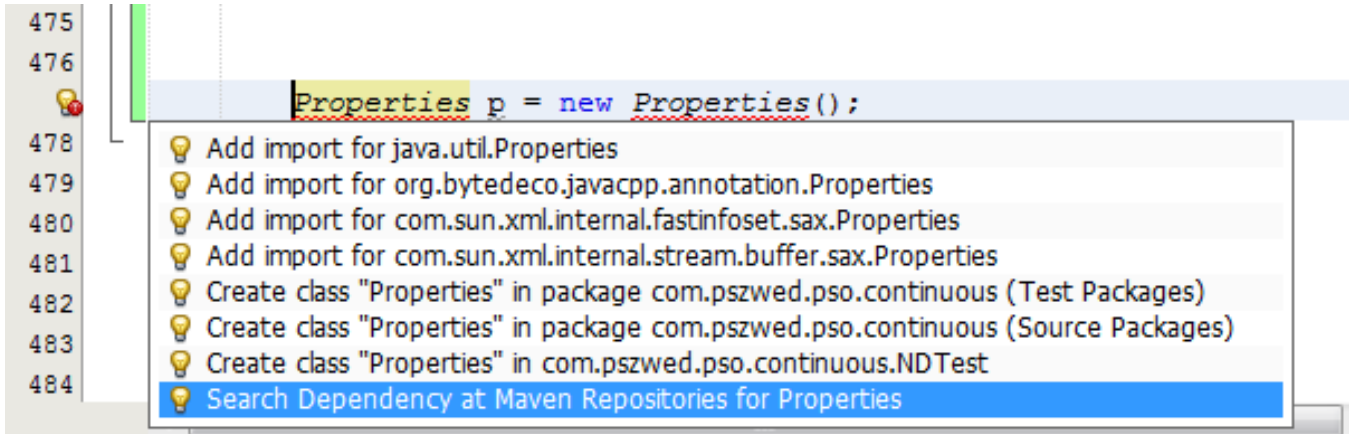 475
476
Properties p = new Properties();
478
Add import for java.util.Properties
479
Add import for org.bytedeco.javacpp.annotation.Properties
480
Add import for com.sun.xml.internal.fastinfoset.sax.Properties
481
Add import for com.sun.xml.internal.stream.buffer.sax.Properties
482
Create class "Properties" in package com.pszwed.pso.continuous (Test Packages)
483
Create class "Properties" in package com.pszwed.pso.continuous (Source Packages)
Create class "Properties" in com.pszwed.pso.continuous.NDTest
484
Search Dependency at Maven Repositories for Properties